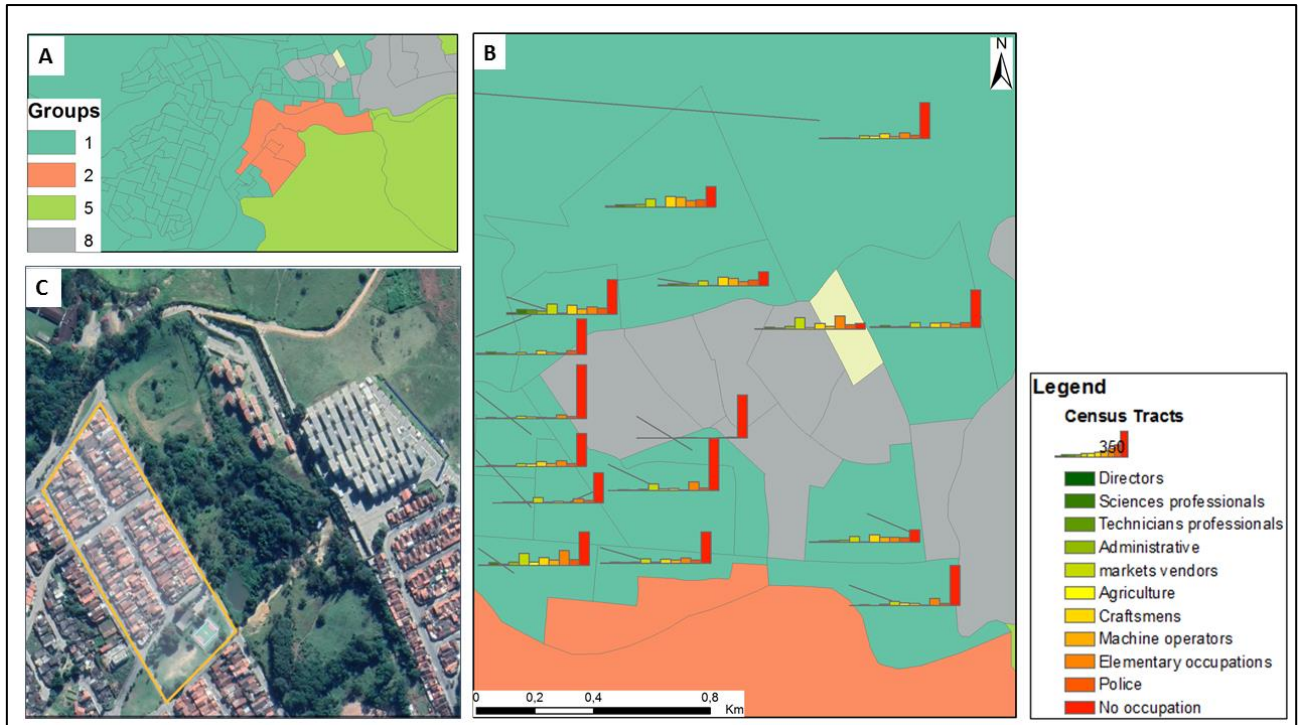 A
Groups
1
2
5
8
B
N
C
0
0,2
0,4
0,8
Km
Legend
Census Tracts
350
Directors
Sciences professionals
Technicians professionals
Administrative
markets vendors
Agriculture
Craftsmens
Machine operators
Elementary occupations
Police
No occupation